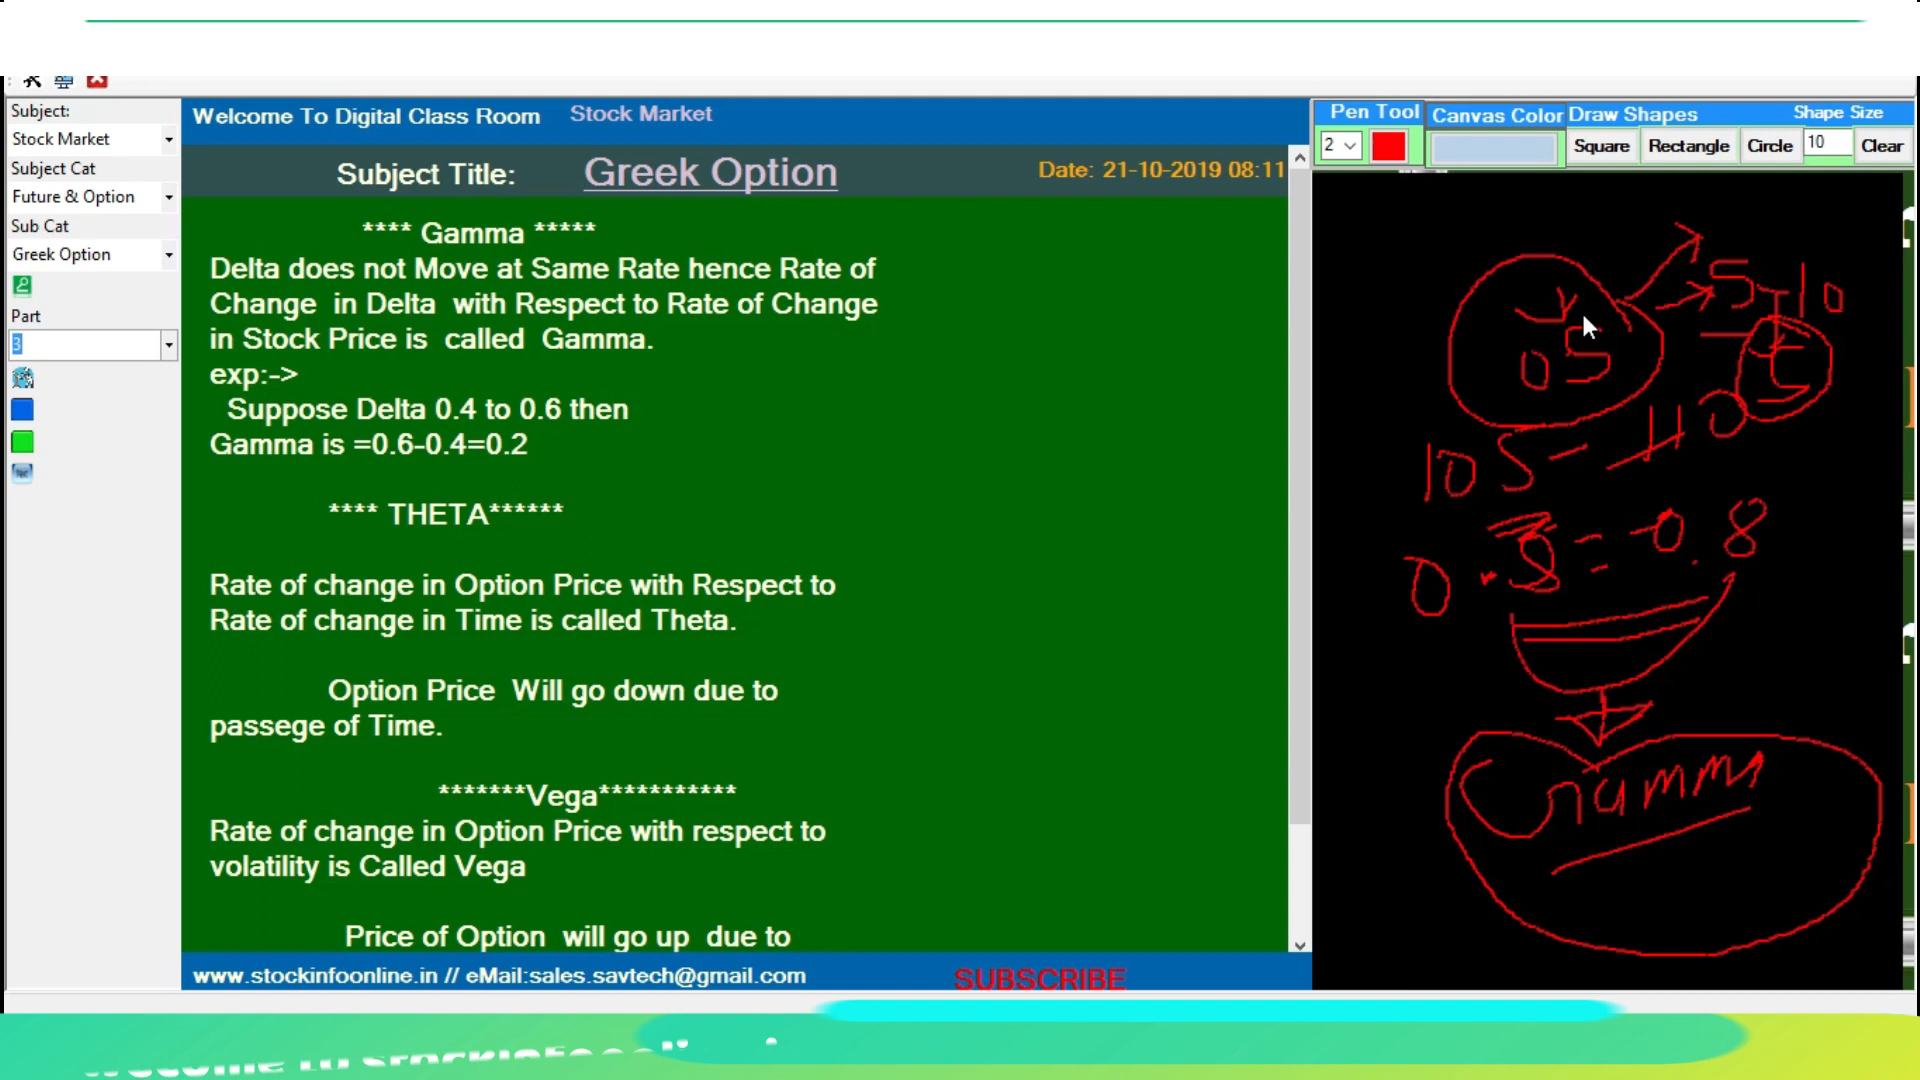 Subject:
Stock Market
Subject Cat
Future & Option
Sub Cat
Greek Option
Part
3
Welcome To Digital Class Room Stock Market
Subject Title: Greek Option Date: 21-10-2019 08:11
**** Gamma *****
Delta does not Move at Same Rate hence Rate of
Change in Delta with Respect to Rate of Change
in Stock Price is called Gamma.
exp:->
Suppose Delta 0.4 to 0.6 then
Gamma is =0.6-0.4=0.2
**** THETA******
Rate of change in Option Price with Respect to
Rate of change in Time is called Theta.
Option Price Will go down due to
passege of Time.
*******Vega***********
Rate of change in Option Price with respect to
volatility is Called Vega
Price of Option will go up due to
www.stockinfoonline.in // eMail:sales.savtech@gmail.com SUBSCRIBE
Pen Tool Canvas Color Draw Shapes Shape Size
2 Square Rectangle Circle 10 Clear
05
105 - 110
0.8
Gamma